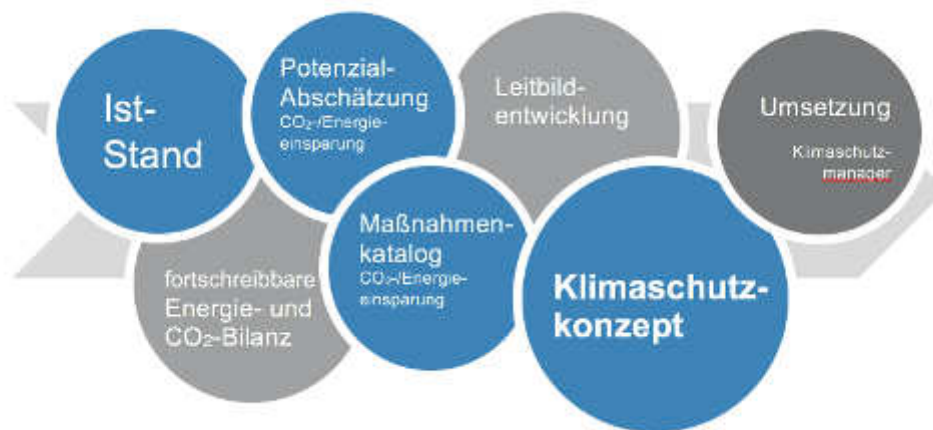 Ist-
Stand
Potenzial-
Abschätzung
CO₂-/Energie-
einsparung
Leitbild-
entwicklung
Umsetzung
Klimaschutz-
manader
fortschreibbare
Energie- und
CO₂-Bilanz
Maßnahmen-
katalog
CO₂-/Energie-
einsparung
Klimaschutz-
konzept